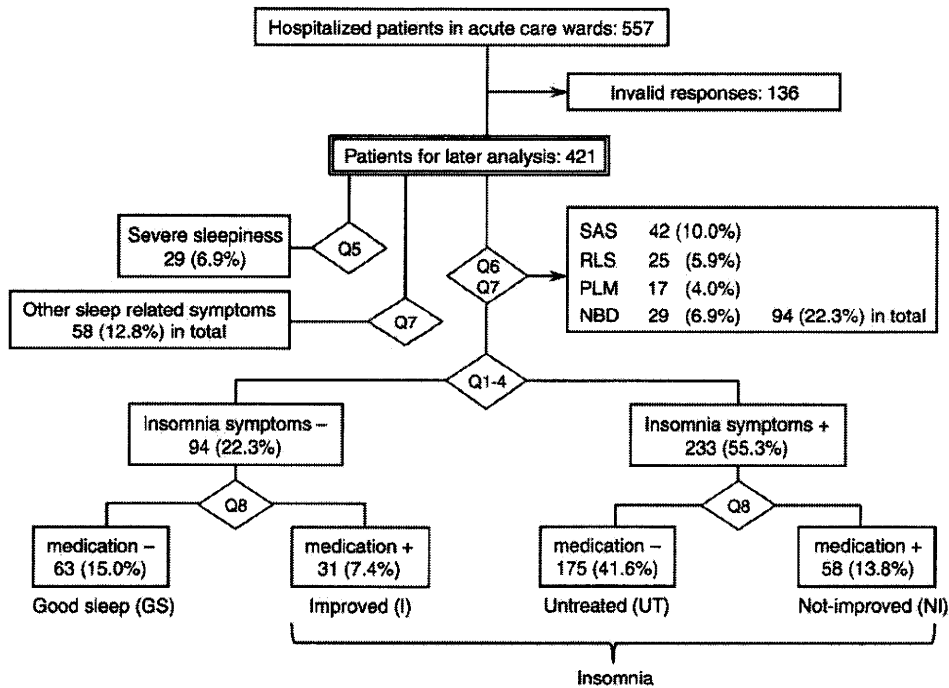 Hospitalized patients in acute care wards: 557
Invalid responses: 136
Patients for later analysis: 421
Severe sleepiness
29 (6.9%)
Q5
Other sleep related symptoms
58 (12.8%) in total
Q7
Q6
Q7
SAS 42 (10.0%)
RLS 25 (5.9%)
PLM 17 (4.0%)
NBD 29 (6.9%) 94 (22.3%) in total
Q1-4
Insomnia symptoms –
94 (22.3%)
Insomnia symptoms +
233 (55.3%)
Q8
Q8
medication –
63 (15.0%)
medication +
31 (7.4%)
medication –
175 (41.6%)
medication +
58 (13.8%)
Good sleep (GS)
Improved (I)
Untreated (UT)
Not-improved (NI)
Insomnia